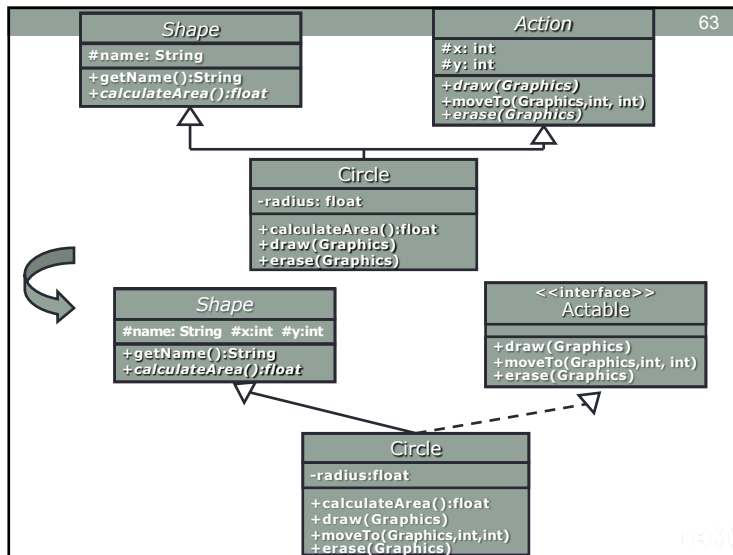 63
Shape
#name: String
+getName():String
+calculateArea():float
Action
#x: int
#y: int
+draw(Graphics)
+moveTo(Graphics,int, int)
+erase(Graphics)
Circle
-radius: float
+calculateArea():float
+draw(Graphics)
+erase(Graphics)
Shape
#name: String #x:int #y:int
+getName():String
+calculateArea():float
<<interface>>
Actable
+draw(Graphics)
+moveTo(Graphics,int, int)
+erase(Graphics)
Circle
-radius:float
+calculateArea():float
+draw(Graphics)
+moveTo(Graphics,int,int)
+erase(Graphics)